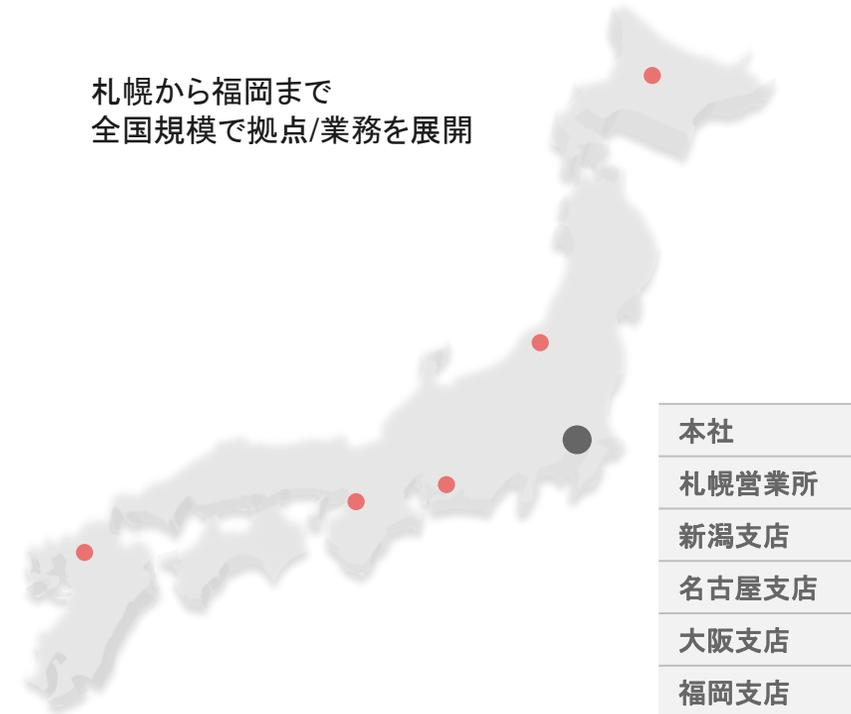 札幌から福岡まで
全国規模で拠点/業務を展開
本社
札幌営業所
新潟支店
名古屋支店
大阪支店
福岡支店